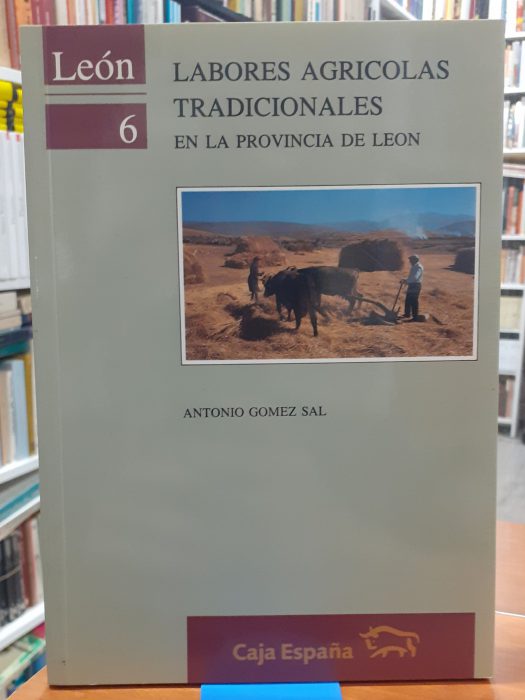 León
6
LABORES AGRICOLAS
TRADICIONALES
EN LA PROVINCIA DE LEON
ANTONIO GOMEZ SAL
Caja España